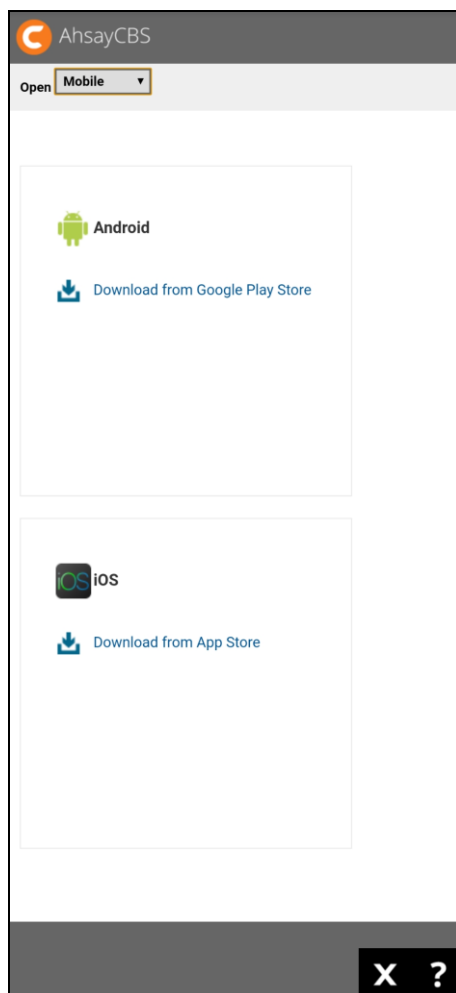 AhsayCBS
Open Mobile
Android
Download from Google Play Store
iOS iOS
Download from App Store
X ?